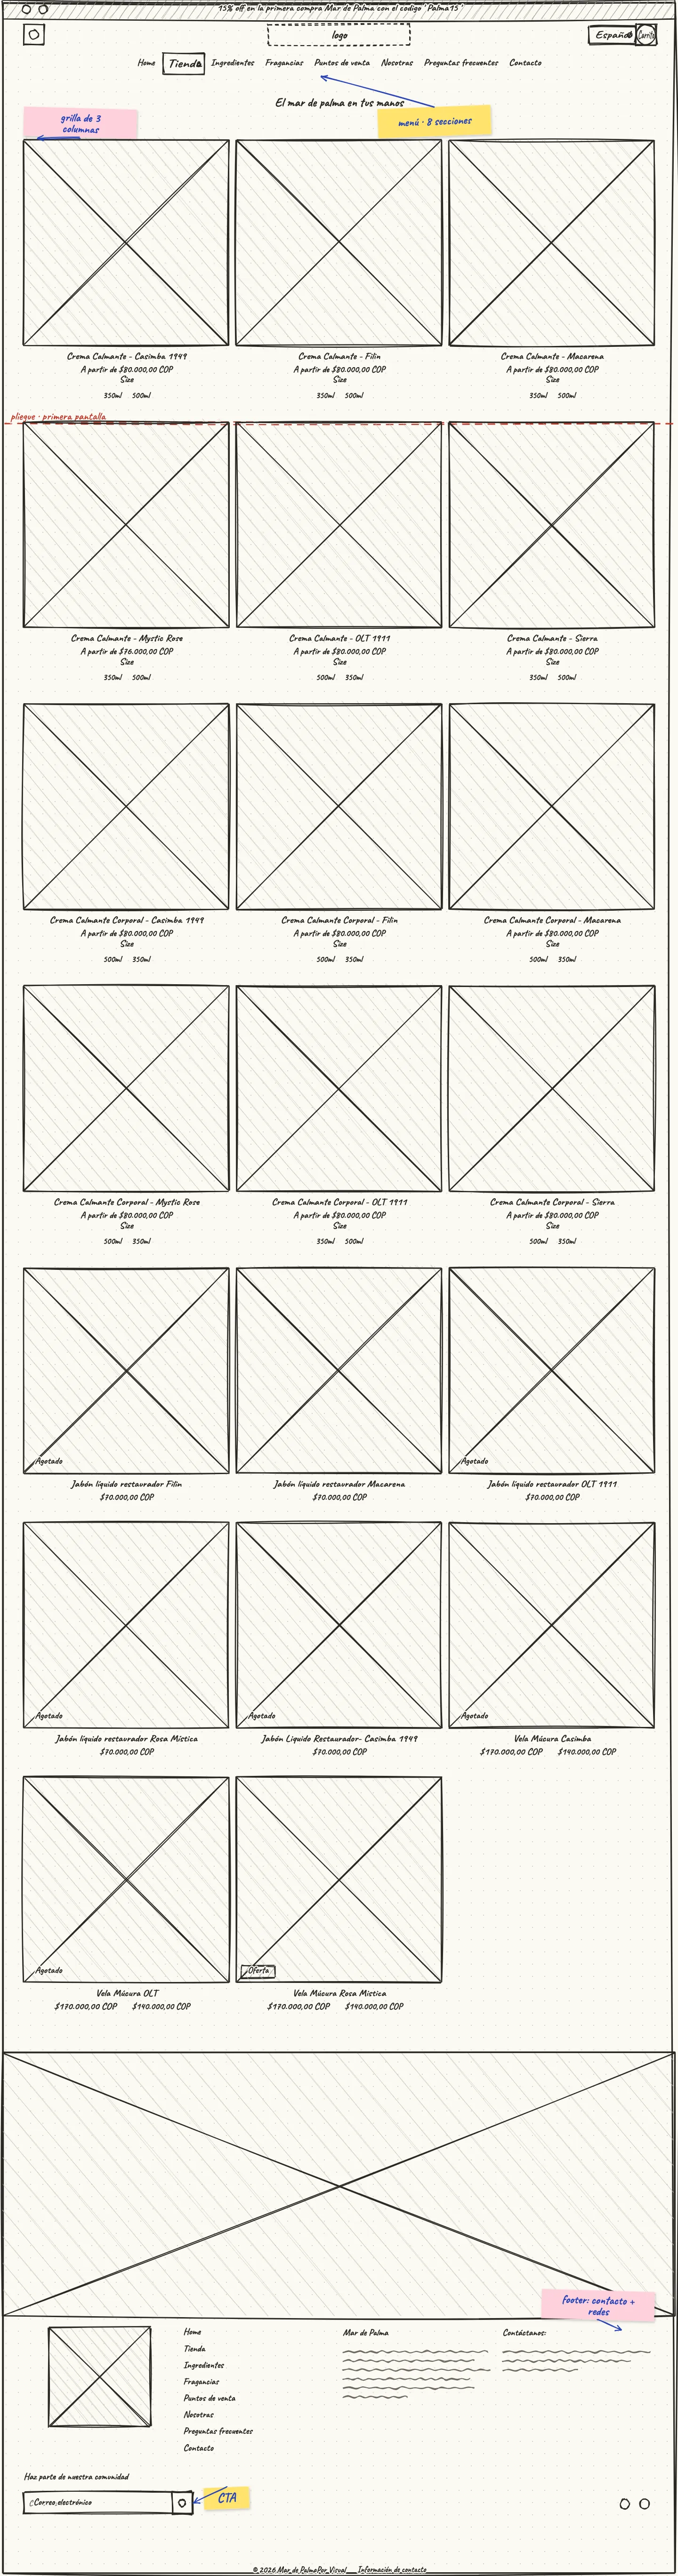 15% off en la primera compra Mar de Palma con el codigo "Palma15"
logo
Español
Carrito
Home Tienda Ingredientes Fragancias Puntos de venta Nosotras Preguntas frecuentes Contacto
El mar de palma en tus manos
grilla de 3
columnas
menú · 8 secciones
Crema Calmante - Casimba 1949
A partir de $80.000,00 COP
Size
350ml 500ml
Crema Calmante - Filin
A partir de $80.000,00 COP
Size
350ml 500ml
Crema Calmante - Macarena
A partir de $80.000,00 COP
Size
350ml 500ml
pliegue · primera pantalla
Crema Calmante - Mystic Rose
A partir de $76.000,00 COP
Size
350ml 500ml
Crema Calmante - OLT 1911
A partir de $80.000,00 COP
Size
500ml 350ml
Crema Calmante - Sierra
A partir de $80.000,00 COP
Size
350ml 500ml
Crema Calmante Corporal - Casimba 1949
A partir de $80.000,00 COP
Size
500ml 350ml
Crema Calmante Corporal - Filin
A partir de $80.000,00 COP
Size
500ml 350ml
Crema Calmante Corporal - Macarena
A partir de $80.000,00 COP
Size
500ml 350ml
Crema Calmante Corporal - Mystic Rose
A partir de $80.000,00 COP
Size
500ml 350ml
Crema Calmante Corporal - OLT 1911
A partir de $80.000,00 COP
Size
350ml 500ml
Crema Calmante Corporal - Sierra
A partir de $80.000,00 COP
Size
500ml 350ml
Agotado
Jabón liquido restaurador Filin
$70.000,00 COP
Jabón liquido restaurador Macarena
$70.000,00 COP
Agotado
Jabón liquido restaurador OLT 1911
$70.000,00 COP
Agotado
Jabón liquido restaurador Rosa Mistica
$70.000,00 COP
Agotado
Jabón Liquido Restaurador- Casimba 1949
$70.000,00 COP
Agotado
Vela Múcura Casimba
$170.000,00 COP $140.000,00 COP
Agotado
Vela Múcura OLT
$170.000,00 COP $140.000,00 COP
Oferta
Vela Múcura Rosa Mistica
$170.000,00 COP $140.000,00 COP
footer: contacto +
redes
Home
Tienda
Ingredientes
Fragancias
Puntos de venta
Nosotras
Preguntas frecuentes
Contacto
Mar de Palma
Contáctanos:
Haz parte de nuestra comunidad
Correo electrónico
CTA
© 2026 Mar de PalmaPor Visual Información de contacto